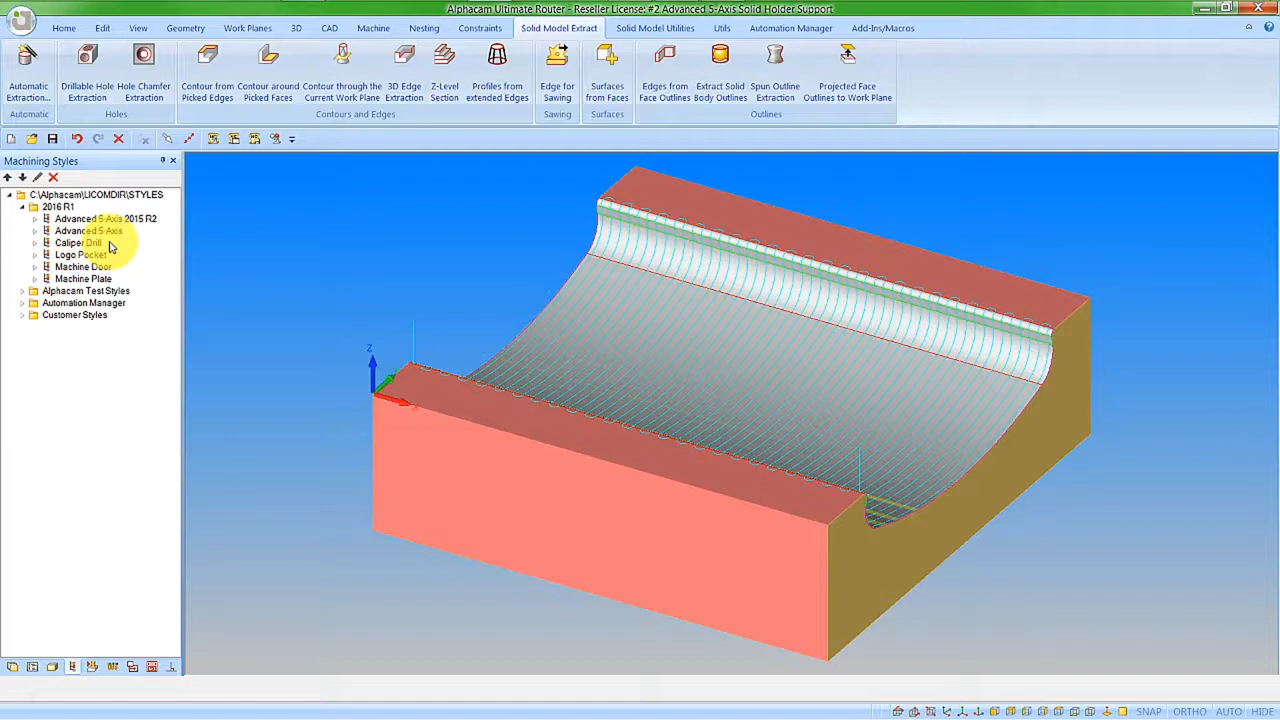 Alphacam Ultimate Router - Reseller License: #2 Advanced 5-Axis Solid Holder Support
Home Edit View Geometry Work Planes 3D CAD Machine Nesting Constraints Solid Model Extract Solid Model Utilities Utils Automation Manager Add-Ins/Macros
Automatic Extraction...
Drillable Hole Extraction
Hole Chamfer Extraction
Contour from Picked Edges
Contour around Picked Faces
Contour through the Current Work Plane
3D Edge Extraction
Z-Level Section
Profiles from extended Edges
Edge for Sawing
Surfaces from Faces
Edges from Face Outlines
Extract Solid Body Outlines
Spun Outline Extraction
Projected Face Outlines to Work Plane
Automatic Holes Contours and Edges Sawing Surfaces Outlines
Machining Styles
C:\Alphacam\LICOMDIR\STYLES
2016 R1
Advanced 5-Axis 2015 R2
Advanced 5-Axis
Caliper Drill
Logo Pocket
Machine Door
Machine Plate
Alphacam Test Styles
Automation Manager
Customer Styles
Z
X
SNAP ORTHO AUTO HIDE